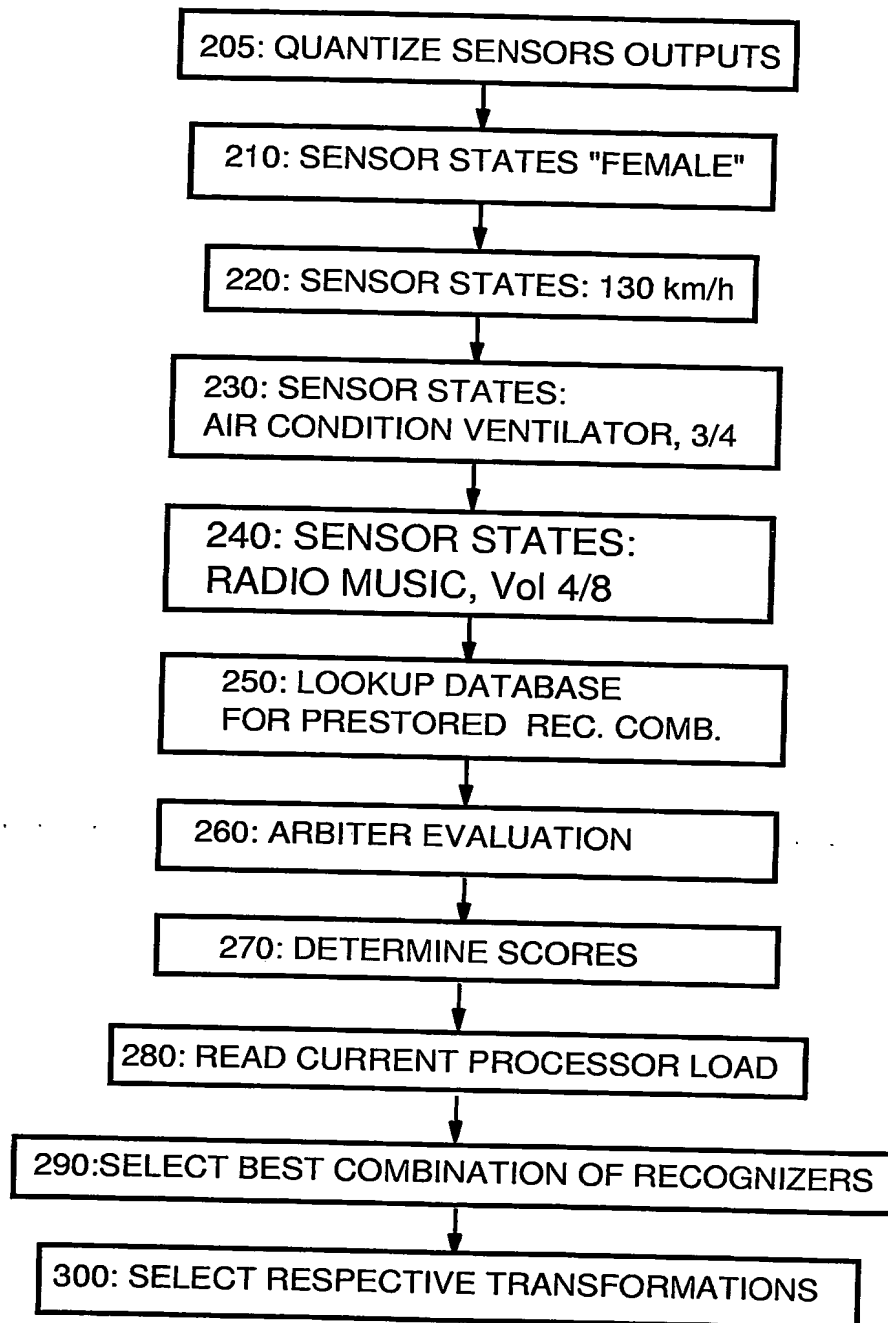 205: QUANTIZE SENSORS OUTPUTS
210: SENSOR STATES "FEMALE"
220: SENSOR STATES: 130 km/h
230: SENSOR STATES:
AIR CONDITION VENTILATOR, 3/4
240: SENSOR STATES:
RADIO MUSIC, Vol 4/8
250: LOOKUP DATABASE
FOR PRESTORED REC. COMB.
260: ARBITER EVALUATION
270: DETERMINE SCORES
280: READ CURRENT PROCESSOR LOAD
290:SELECT BEST COMBINATION OF RECOGNIZERS
300: SELECT RESPECTIVE TRANSFORMATIONS